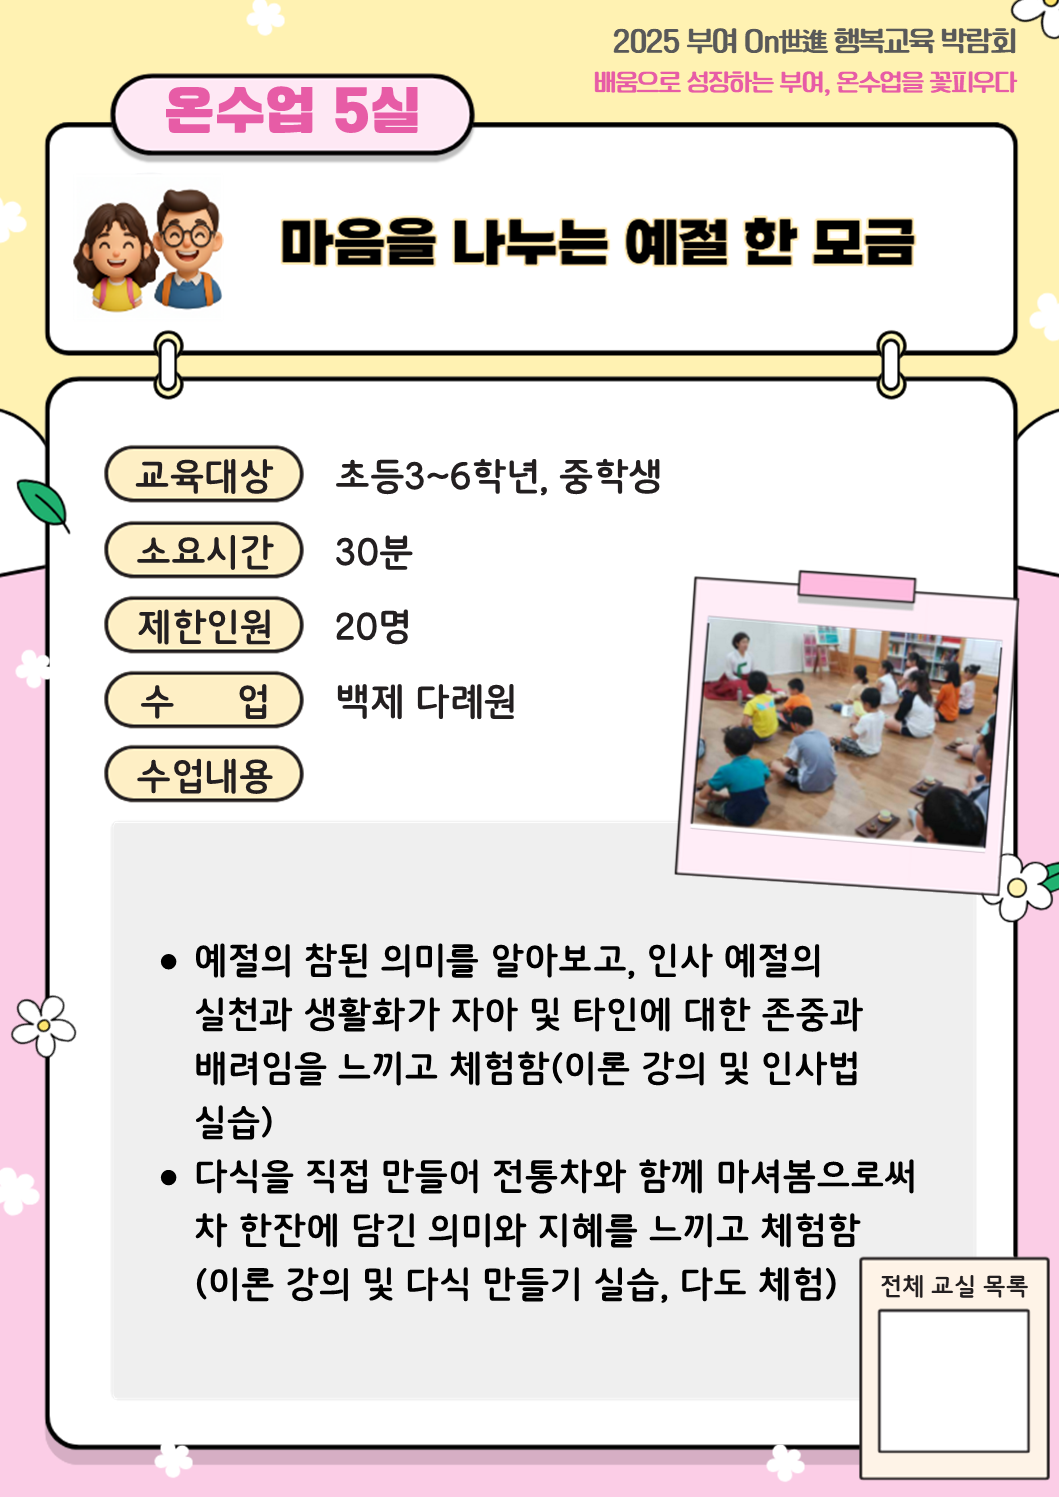 2025 부여 On世進 행복교육 박람회
배움으로 성장하는 부여, 온수업을 꽃피우다
온수업 5실
마음을 나누는 예절 한 모금
교육대상 초등3~6학년, 중학생
소요시간 30분
제한인원 20명
수 업 백제 다례원
수업내용
● 예절의 참된 의미를 알아보고, 인사 예절의
실천과 생활화가 자아 및 타인에 대한 존중과
배려임을 느끼고 체험함(이론 강의 및 인사법
실습)
● 다식을 직접 만들어 전통차와 함께 마셔봄으로써
차 한잔에 담긴 의미와 지혜를 느끼고 체험함
(이론 강의 및 다식 만들기 실습, 다도 체험)
전체 교실 목록